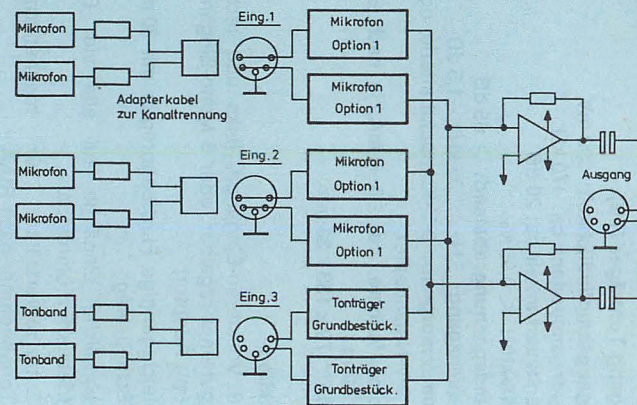 Mikrofon
Mikrofon
Adapterkabel
zur Kanaltrennung
Eing.1
Mikrofon
Option 1
Mikrofon
Option 1
Mikrofon
Mikrofon
Eing.2
Mikrofon
Option 1
Mikrofon
Option 1
Tonband
Tonband
Eing.3
Tonträger
Grundbestück.
Tonträger
Grundbestück.
Ausgang